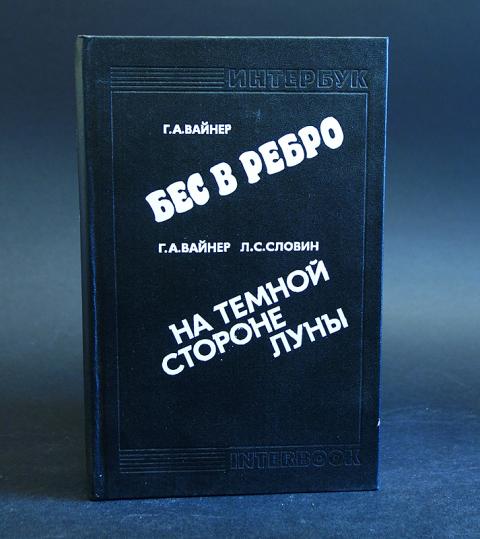 ИНТЕРБУК
Г.А.ВАЙНЕР
БЕС В РЕБРО
Г.А.ВАЙНЕР Л.С.СЛОВИН
НА ТЕМНОЙ
СТОРОНЕ
ЛУНЫ
INTERBOOK